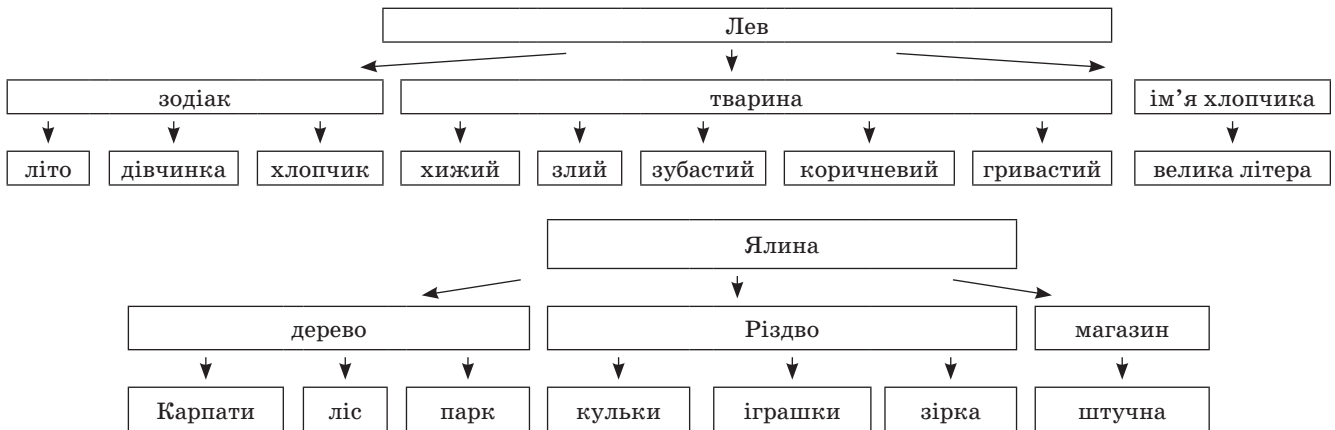 Лев
зодіак тварина ім’я хлопчика
літо дівчинка хлопчик хижий злий зубастий коричневий гривастий велика літера
Ялина
дерево Різдво магазин
Карпати ліс парк кульки іграшки зірка штучна